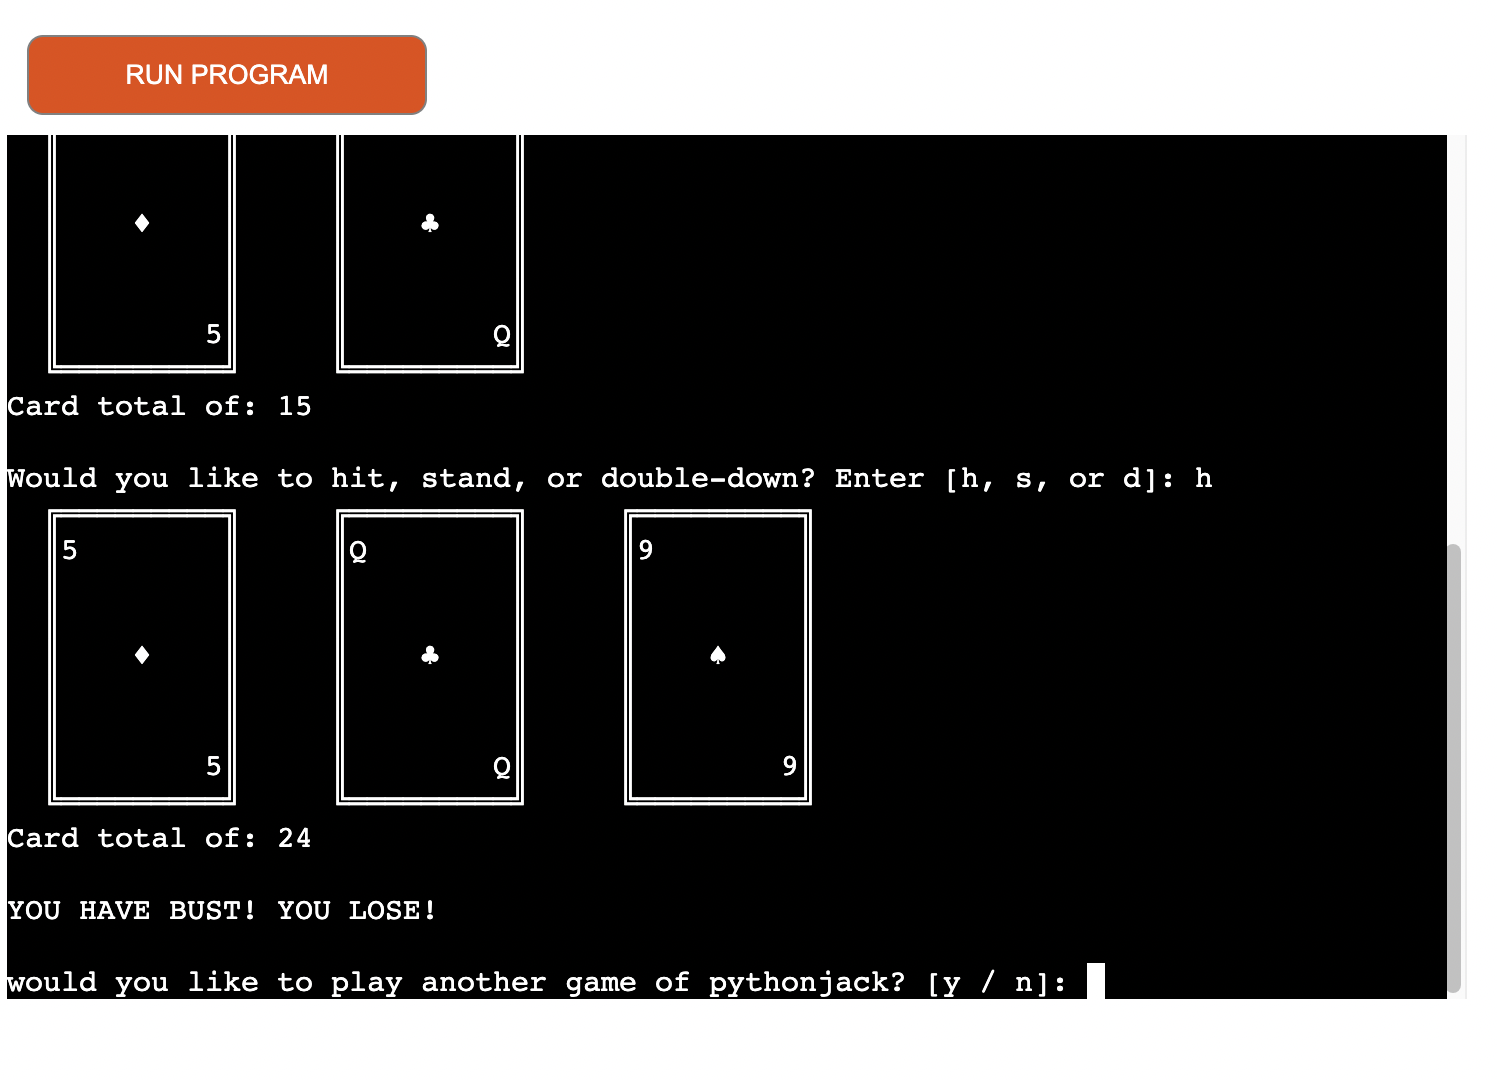 RUN PROGRAM
♦ ♣
5 Q
Card total of: 15
Would you like to hit, stand, or double-down? Enter [h, s, or d]: h
5 Q 9
♦ ♣ ♠
5 Q 9
Card total of: 24
YOU HAVE BUST! YOU LOSE!
would you like to play another game of pythonjack? [y / n]: